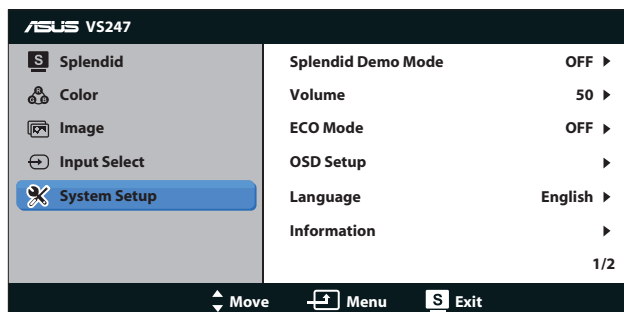 ASUS VS247
S Splendid
Color
Image
Input Select
System Setup
Splendid Demo Mode OFF
Volume 50
ECO Mode OFF
OSD Setup
Language English
Information
1/2
Move Menu S Exit